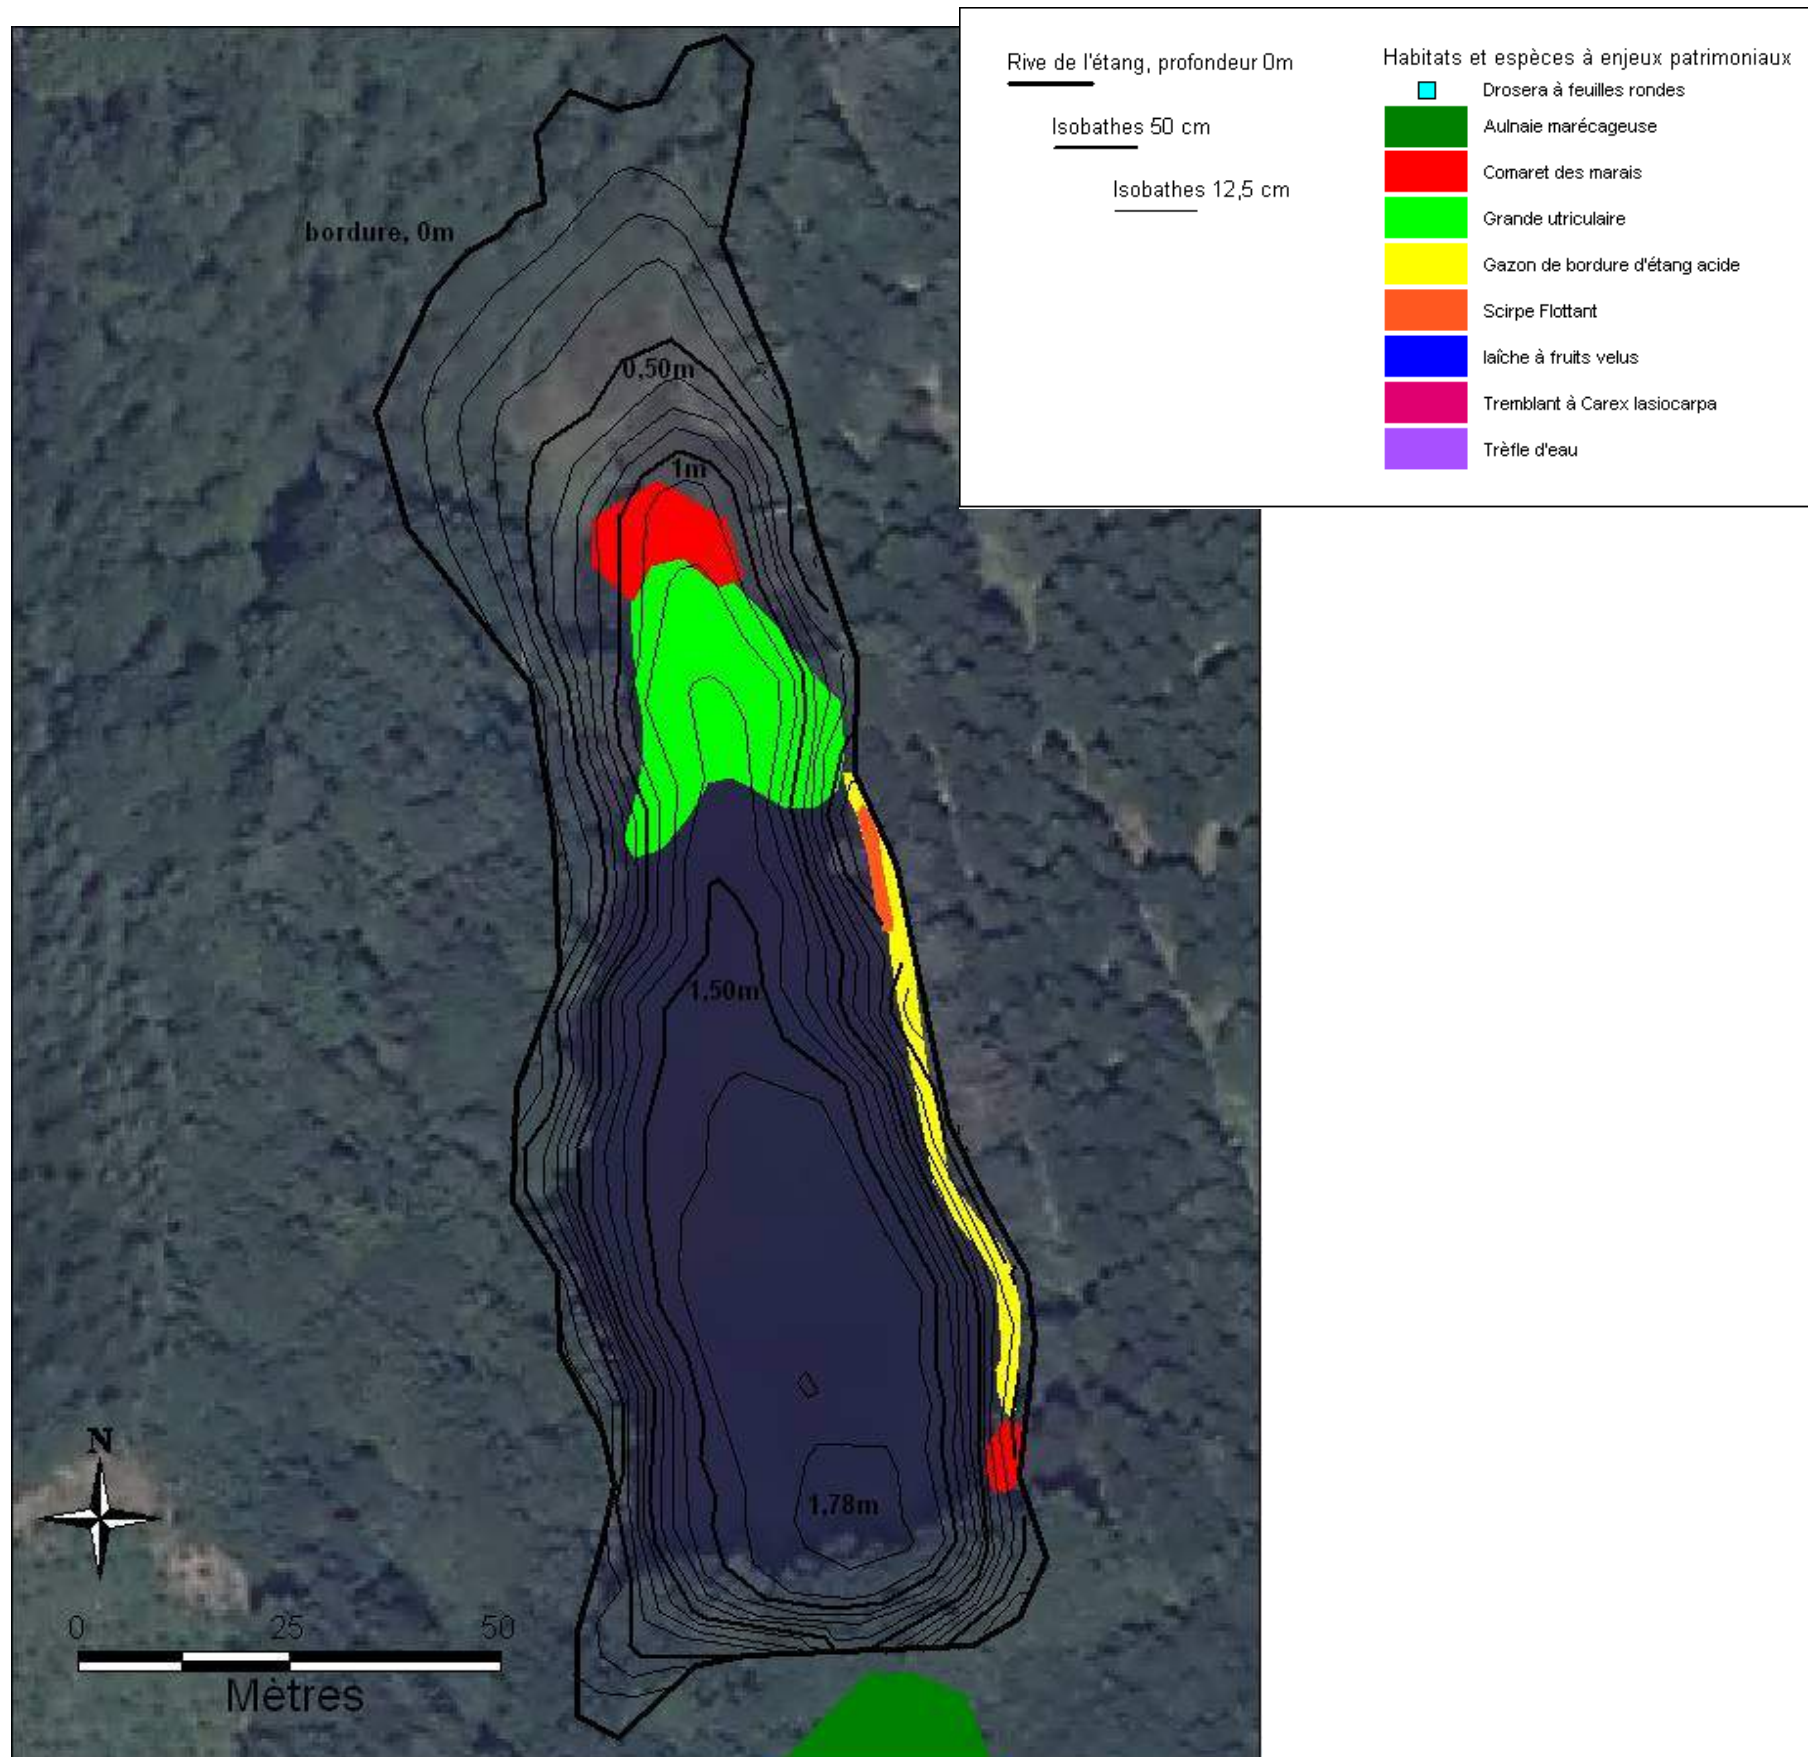 Rive de l'étang, profondeur 0m
Isobathes 50 cm
Isobathes 12,5 cm
Habitats et espèces à enjeux patrimoniaux
Drosera à feuilles rondes
Aulnaie marécageuse
Comaret des marais
Grande utriculaire
Gazon de bordure d'étang acide
Scirpe Flottant
laîche à fruits velus
Tremblant à Carex lasiocarpa
Trèfle d'eau
bordure, 0m
0,50m
1m
1,50m
1,78m
N
0 25 50
Mètres